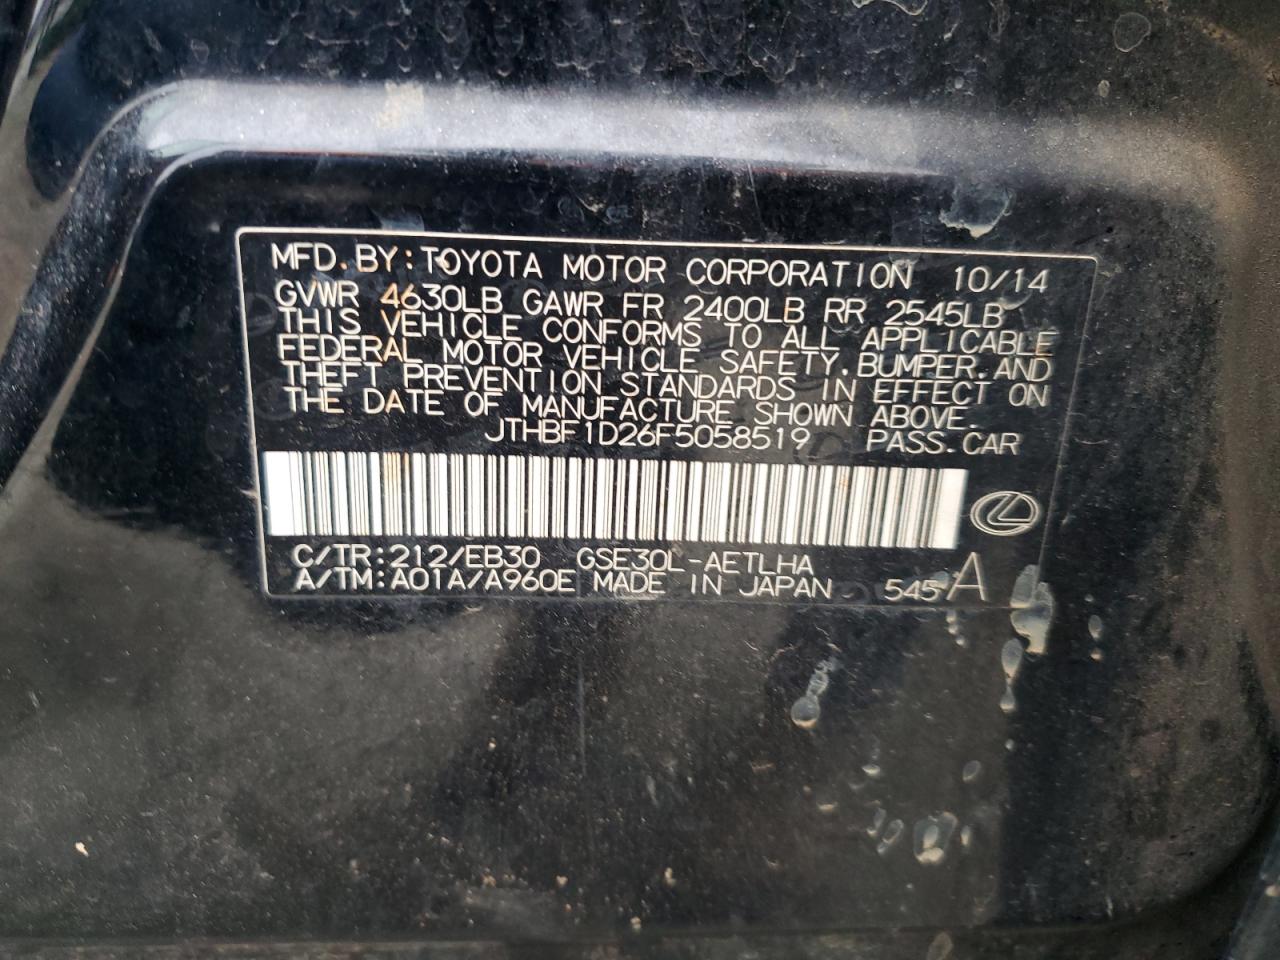 MFD.BY:TOYOTA MOTOR CORPORATION 10/14
GVWR 4630LB GAWR FR 2400LB RR 2545LB
THIS VEHICLE CONFORMS TO ALL APPLICABLE
FEDERAL MOTOR VEHICLE SAFETY.BUMPER.AND
THEFT PREVENTION STANDARDS IN EFFECT ON
THE DATE OF MANUFACTURE SHOWN ABOVE.
JTHBF1D26F5058519 PASS.CAR
C/TR:212/EB30 GSE30L-AETLHA
A/TM:A01A/A960E MADE IN JAPAN 545-A